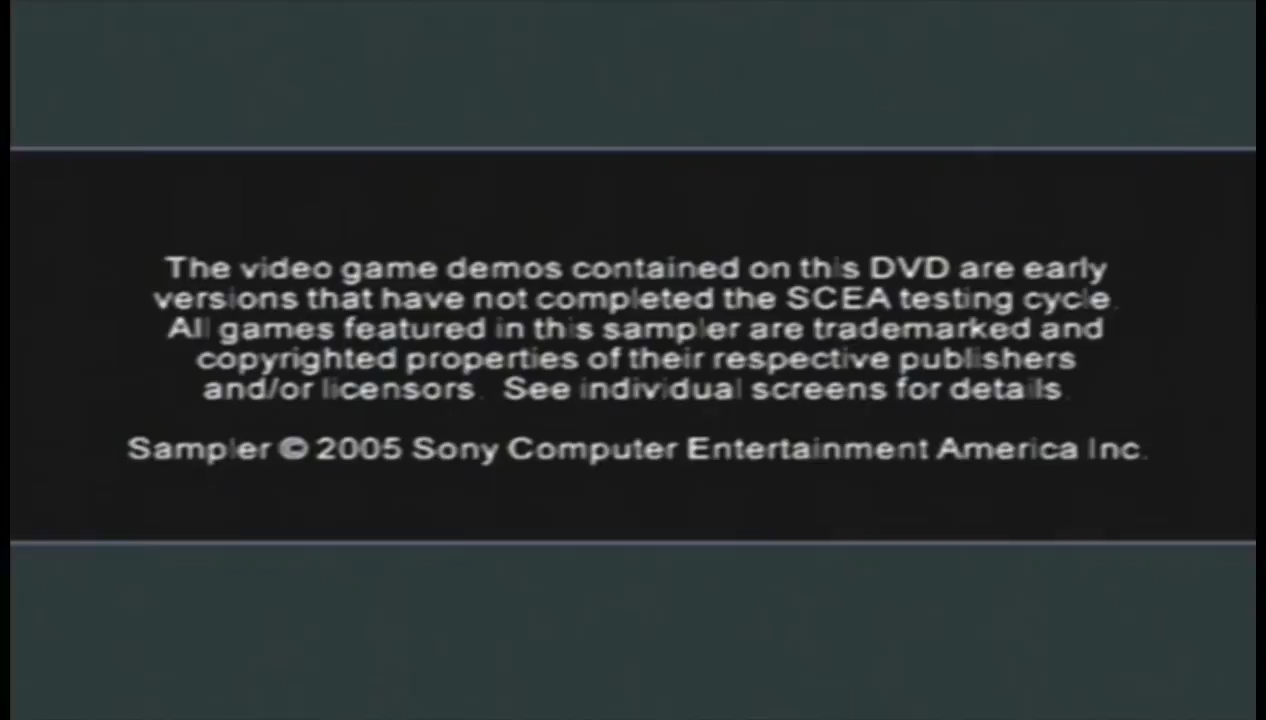 The video game demos contained on this DVD are early
versions that have not completed the SCEA testing cycle.
All games featured in this sampler are trademarked and
copyrighted properties of their respective publishers
and/or licensors.  See individual screens for details.
Sampler © 2005 Sony Computer Entertainment America Inc.